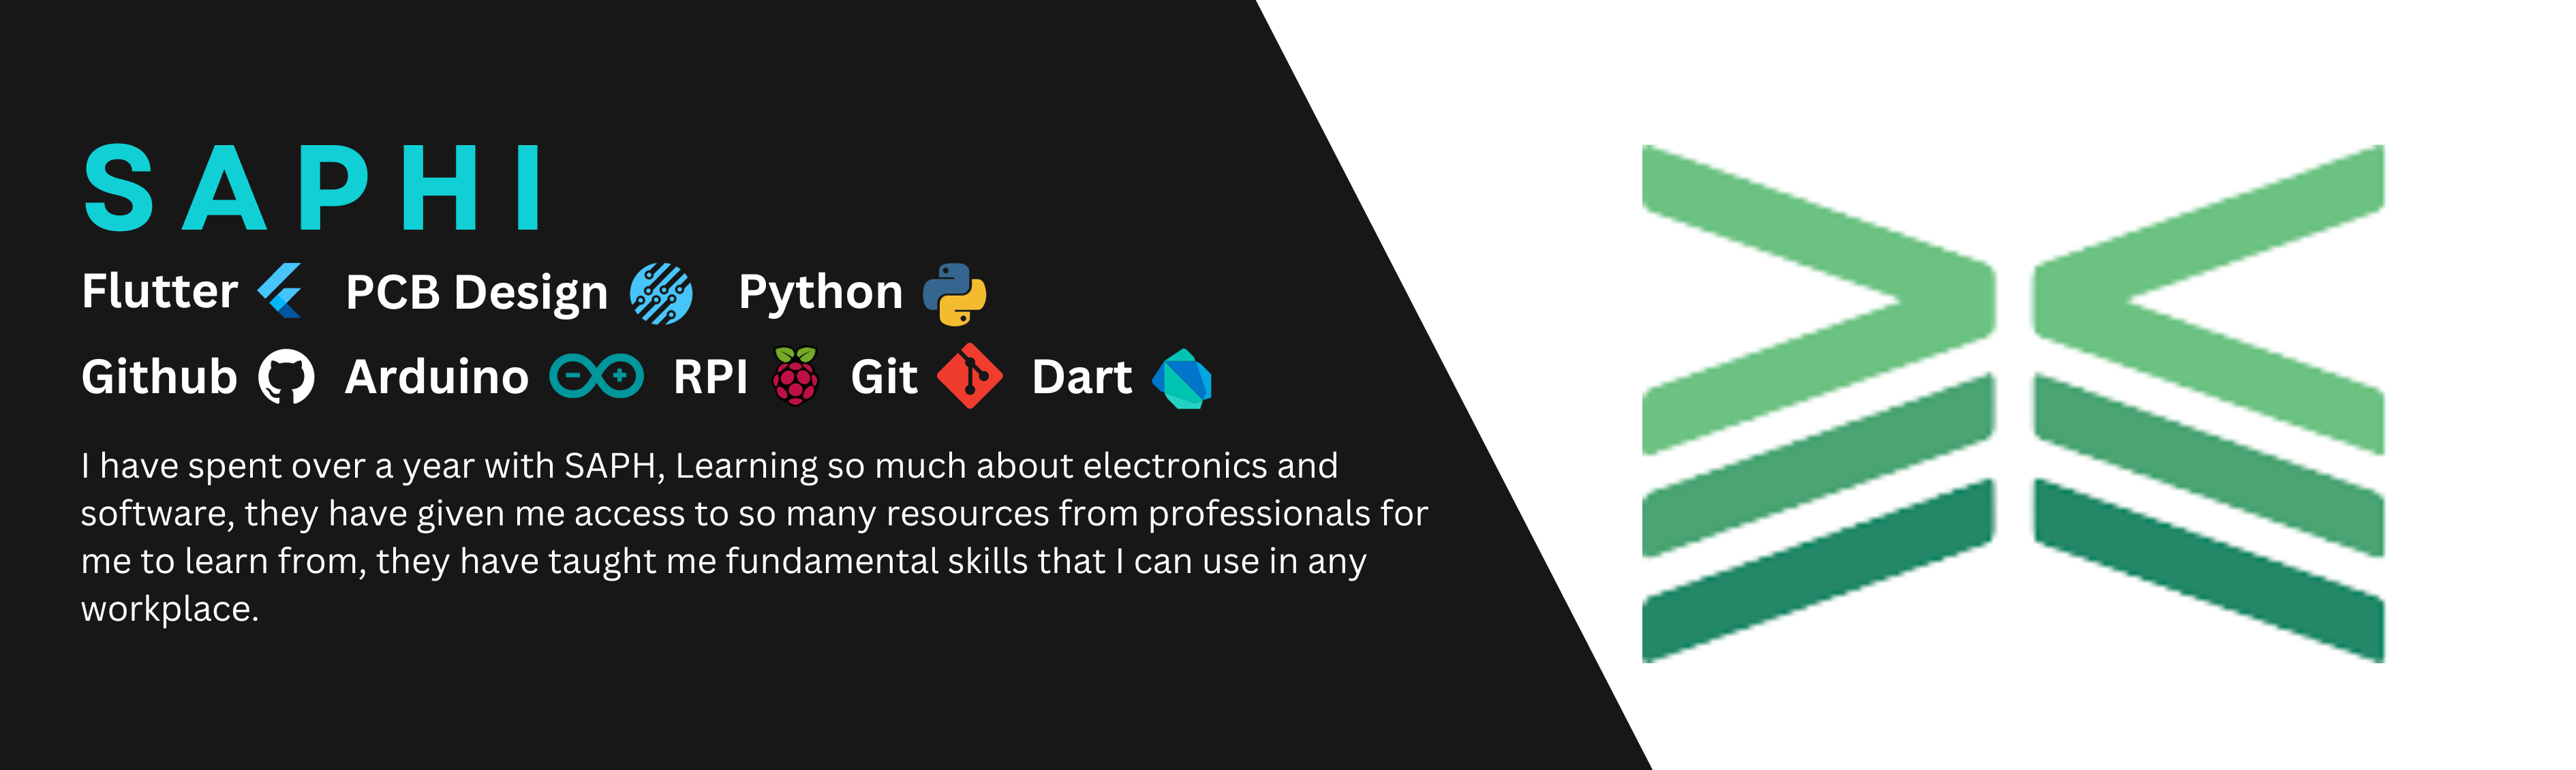 SAPHI
Flutter PCB Design Python
Github Arduino RPI Git Dart
I have spent over a year with SAPH, Learning so much about electronics and
software, they have given me access to so many resources from professionals for
me to learn from, they have taught me fundamental skills that I can use in any
workplace.